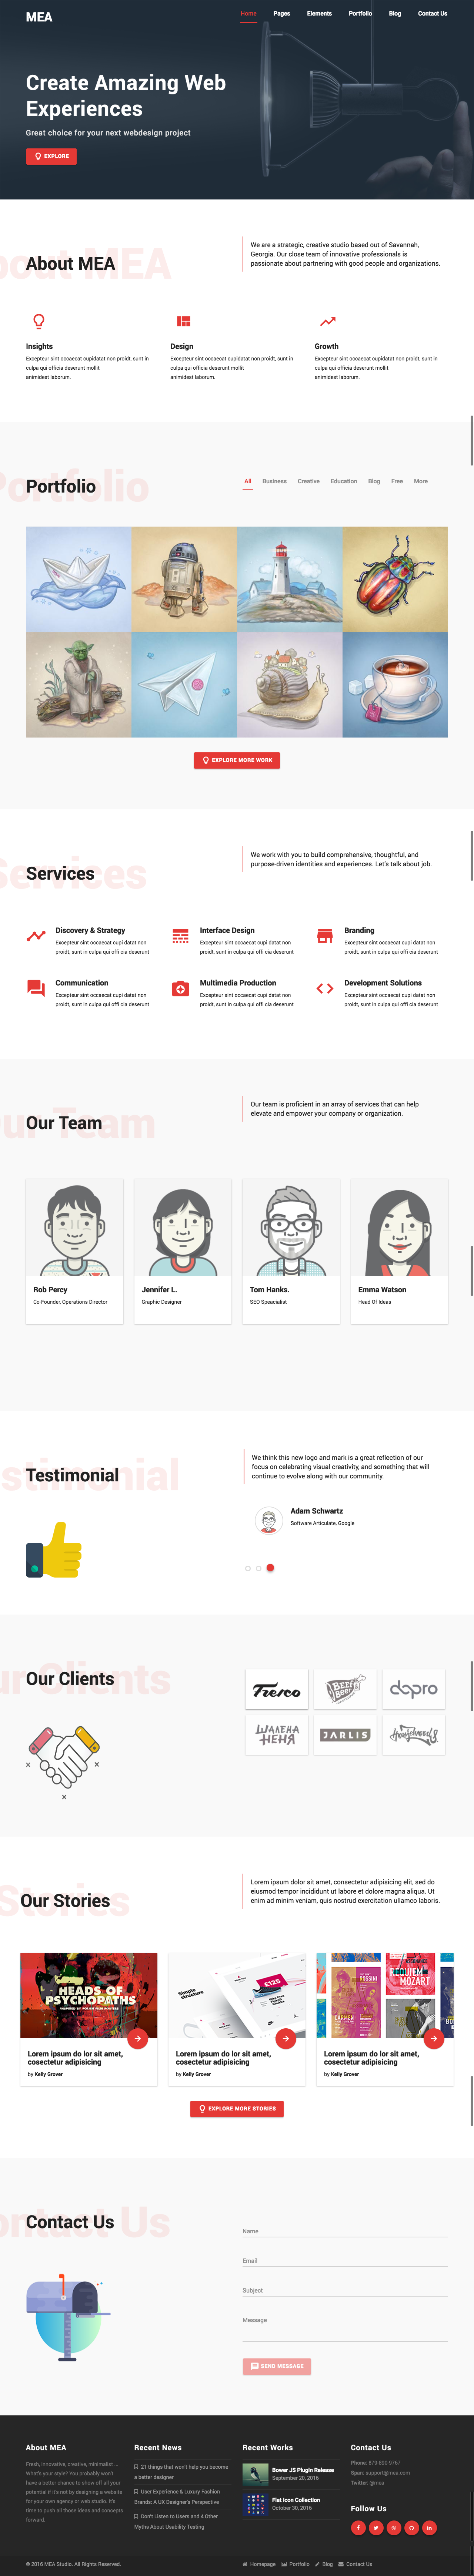 MEA
Home Pages Elements Portfolio Blog Contact Us
Create Amazing Web
Experiences
Great choice for your next webdesign project
EXPLORE
About MEA
About MEA
We are a strategic, creative studio based out of Savannah,
Georgia. Our close team of innovative professionals is
passionate about partnering with good people and organizations.
Insights
Excepteur sint occaecat cupidatat non proidt, sunt in
culpa qui officia deserunt mollit
animidest laborum.
Design
Excepteur sint occaecat cupidatat non proidt, sunt in
culpa qui officia deserunt mollit
animidest laborum.
Growth
Excepteur sint occaecat cupidatat non proidt, sunt in
culpa qui officia deserunt mollit
animidest laborum.
Portfolio
Portfolio
All Business Creative Education Blog Free More
EXPLORE MORE WORK
Services
Services
We work with you to build comprehensive, thoughtful, and
purpose-driven identities and experiences. Let's talk about job.
Discovery & Strategy
Excepteur sint occaecat cupi datat non
proidt, sunt in culpa qui offi cia deserunt
Interface Design
Excepteur sint occaecat cupi datat non
proidt, sunt in culpa qui offi cia deserunt
Branding
Excepteur sint occaecat cupi datat non
proidt, sunt in culpa qui offi cia deserunt
Communication
Excepteur sint occaecat cupi datat non
proidt, sunt in culpa qui offi cia deserunt
Multimedia Production
Excepteur sint occaecat cupi datat non
proidt, sunt in culpa qui offi cia deserunt
Development Solutions
Excepteur sint occaecat cupi datat non
proidt, sunt in culpa qui offi cia deserunt
Our Team
Our Team
Our team is proficient in an array of services that can help
elevate and empower your company or organization.
Rob Percy
Co-Founder, Operations Director
Jennifer L.
Graphic Designer
Tom Hanks.
SEO Speacialist
Emma Watson
Head Of Ideas
Testimonial
Testimonial
We think this new logo and mark is a great reflection of our
focus on celebrating visual creativity, and something that will
continue to evolve along with our community.
Adam Schwartz
Software Articulate, Google
Our Clients
Our Clients
Fresco
dopro
ШАЛЕНА
НЕНЯ
JARLIS
Our Stories
Stories
Lorem ipsum dolor sit amet, consectetur adipisicing elit, sed do
eiusmod tempor incididunt ut labore et dolore magna aliqua. Ut
enim ad minim veniam, quis nostrud exercitation ullamco laboris.
HEADS OF
PSYCHOPATHS
Simple
structure
£125
ROSSINI
CARMEN
REQUIEM
MOZART
Lorem ipsum do lor sit amet,
cosectetur adipisicing
by Kelly Grover
Lorem ipsum do lor sit amet,
cosectetur adipisicing
by Kelly Grover
Lorem ipsum do lor sit amet,
cosectetur adipisicing
by Kelly Grover
EXPLORE MORE STORIES
Contact Us
Contact Us
Name
Email
Subject
Message
SEND MESSAGE
About MEA
Fresh, innovative, creative, minimalist...
What's your style? You probably won't
have a better chance to show off all your
potential if it's not by designing a website
for your own agency or web studio. It's
time to push all those ideas and concepts
forward.
Recent News
21 things that won't help you become
a better designer
User Experience & Luxury Fashion
Brands: A UX Designer's Perspective
Don't Listen to Users and 4 Other
Myths About Usability Testing
Recent Works
Bower JS Plugin Release
September 20, 2016
Flat Icon Collection
October 30, 2016
Contact Us
Phone: 879-890-9767
Span: support@mea.com
Twitter: @mea
Follow Us
© 2016 MEA Studio. All Rights Reserved.
Homepage Portfolio Blog Contact Us